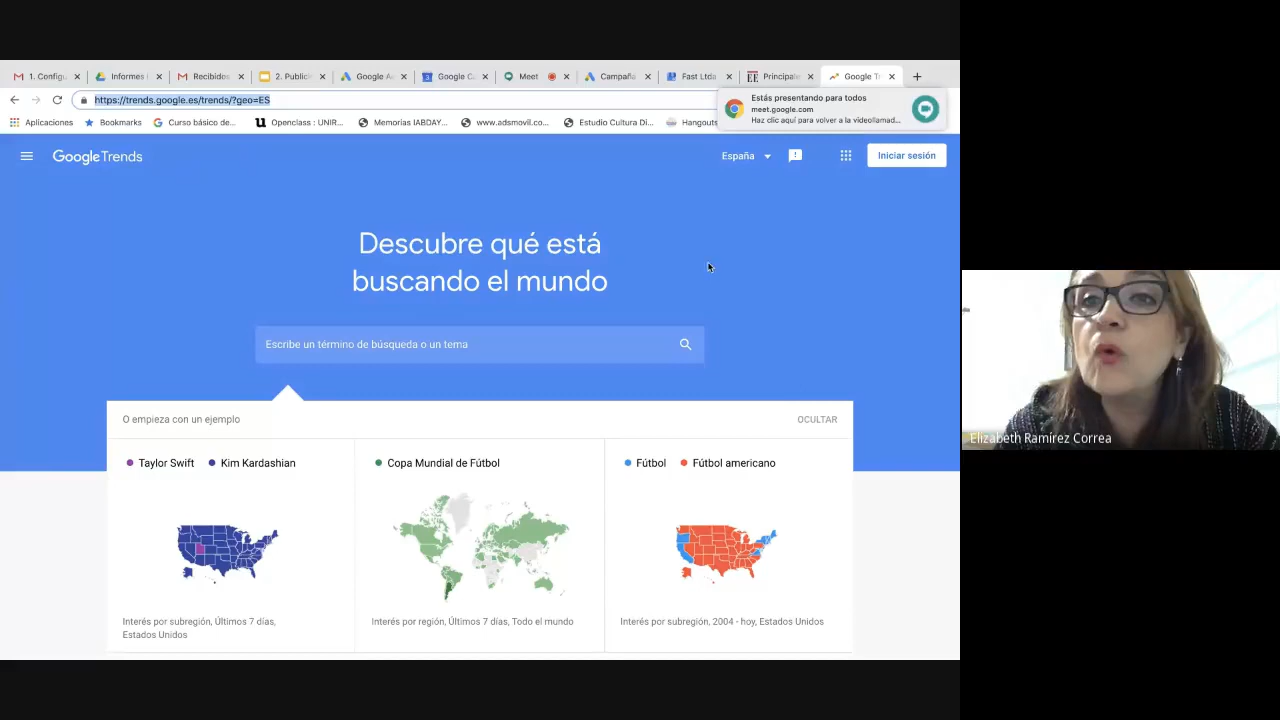 1. Configu
Informes
Recibidos
2. Publici
Google A
Google C
Meet
Campaña
Fast Ltda
Principale
Google Tr
https://trends.google.es/trends/?geo=ES
Estás presentando para todos
meet.google.com
Haz clic aquí para volver a la videollamad...
Aplicaciones
Bookmarks
Curso básico de...
Openclass : UNIR...
Memorias IABDAY...
www.adsmovil.co...
Estudio Cultura Di...
Hangouts
Google Trends
España
Iniciar sesión
Descubre qué está
buscando el mundo
Escribe un término de búsqueda o un tema
O empieza con un ejemplo
OCULTAR
Taylor Swift Kim Kardashian
Copa Mundial de Fútbol
Fútbol Fútbol americano
Interés por subregión, Últimos 7 días,
Estados Unidos
Interés por región, Últimos 7 días, Todo el mundo
Interés por subregión, 2004 - hoy, Estados Unidos
Elizabeth Ramírez Correa